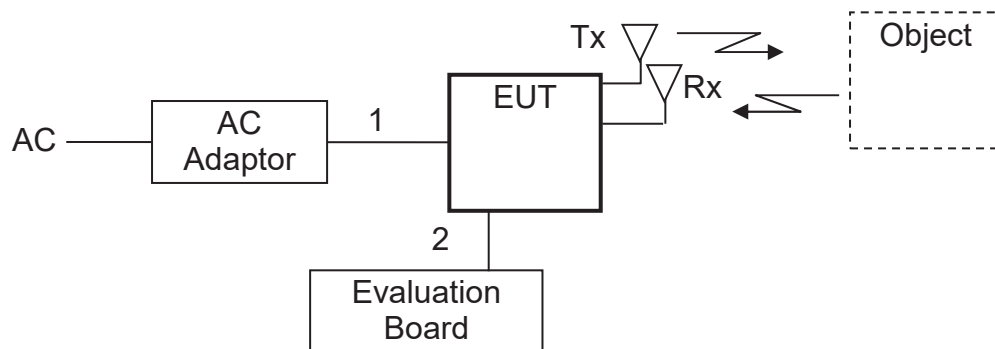 Tx
Object
EUT
Rx
AC
AC
Adaptor
1
2
Evaluation
Board